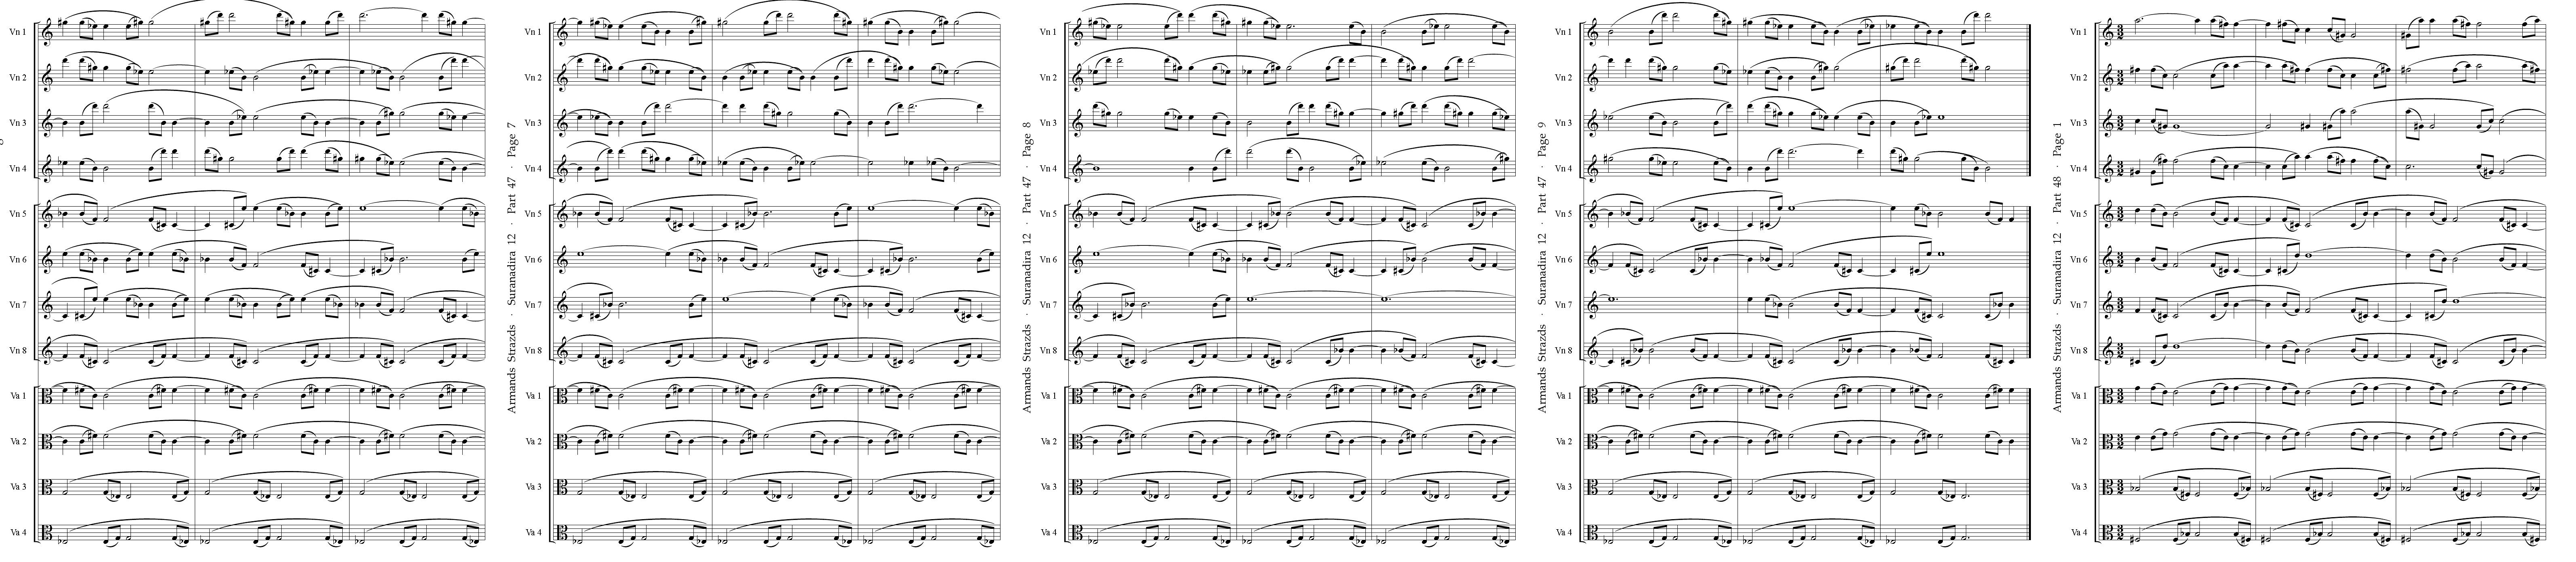 Vn 1
Vn 2
Vn 3
Vn 4
Vn 5
Vn 6
Vn 7
Vn 8
Va 1
Va 2
Va 3
Va 4
Armands Strazds · Suranadira 12 · Part 47 · Page 7
Vn 1
Vn 2
Vn 3
Vn 4
Vn 5
Vn 6
Vn 7
Vn 8
Va 1
Va 2
Va 3
Va 4
Armands Strazds · Suranadira 12 · Part 47 · Page 8
Vn 1
Vn 2
Vn 3
Vn 4
Vn 5
Vn 6
Vn 7
Vn 8
Va 1
Va 2
Va 3
Va 4
Armands Strazds · Suranadira 12 · Part 47 · Page 9
Vn 1
Vn 2
Vn 3
Vn 4
Vn 5
Vn 6
Vn 7
Vn 8
Va 1
Va 2
Va 3
Va 4
Armands Strazds · Suranadira 12 · Part 48 · Page 1
Vn 1
Vn 2
Vn 3
Vn 4
Vn 5
Vn 6
Vn 7
Vn 8
Va 1
Va 2
Va 3
Va 4